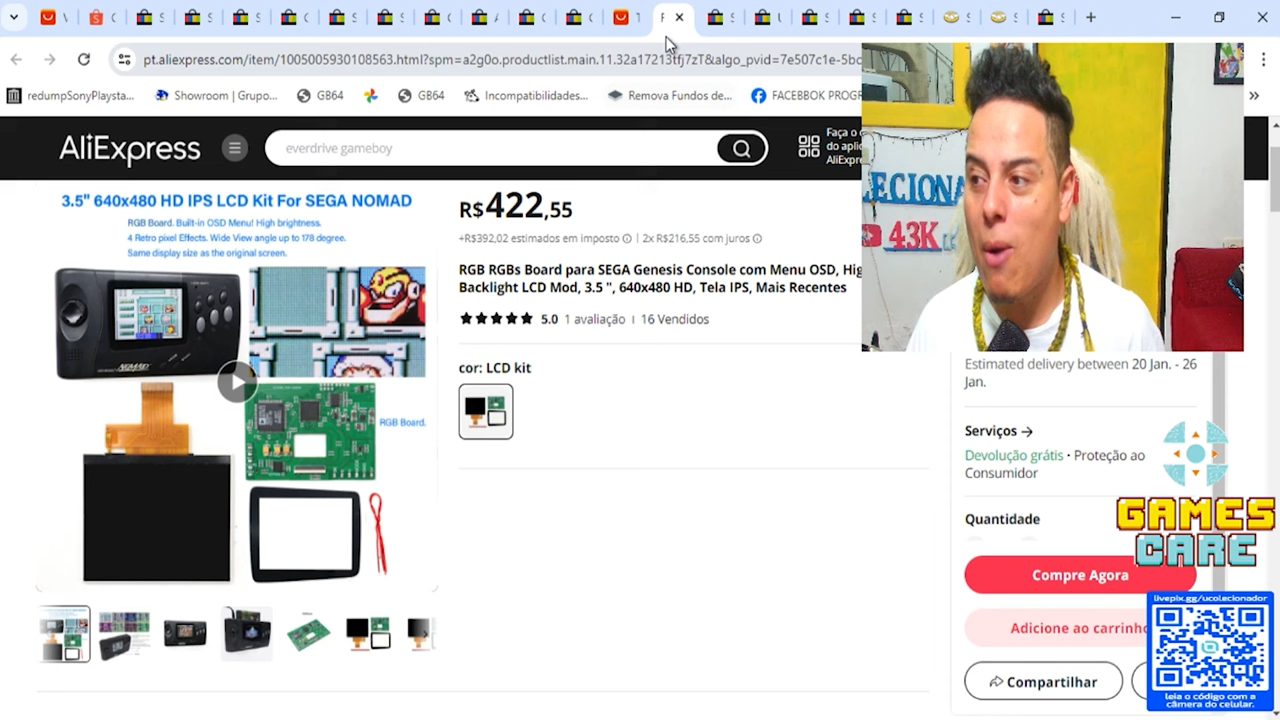 pt.aliexpress.com/item/1005005930108563.html?spm=a2g0o.productlist.main.11.32a17213tfj7zT&algo_pvid=7e507c1e-5bc
redumpSonyPlaysta...
Showroom | Grupo...
GB64
GB64
Incompatibilidades...
Remova Fundos de...
FACEBBOK PROGR
AliExpress
everdrive gameboy
Faça o
do aplic
AliExpre
LECIONA
43K
3.5" 640x480 HD IPS LCD Kit For SEGA NOMAD
RGB Board. Built-in OSD Menu! High brightness.
4 Retro pixel Effects. Wide View angle up to 178 degree.
Same display size as the original screen.
NOMAD
RGB Board.
R$422,55
+R$392,02 estimados em imposto | 2x R$216,55 com juros
RGB RGBs Board para SEGA Genesis Console com Menu OSD, Hig
Backlight LCD Mod, 3.5 ", 640x480 HD, Tela IPS, Mais Recentes
5.0 1 avaliação | 16 Vendidos
cor: LCD kit
Estimated delivery between 20 Jan. - 26
Jan.
Serviços
Devolução grátis · Proteção ao
Consumidor
Quantidade
Compre Agora
Adicione ao carrinho
Compartilhar
GAMES
CARE
livepix.gg/ucolecionador
leia o código com a
câmera do celular.